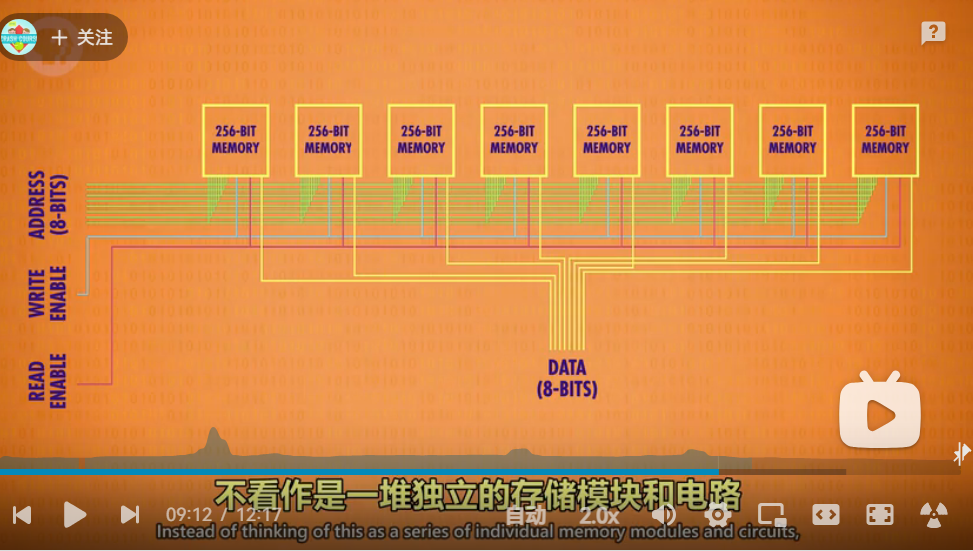 关注
256-BIT MEMORY
256-BIT MEMORY
256-BIT MEMORY
256-BIT MEMORY
256-BIT MEMORY
256-BIT MEMORY
256-BIT MEMORY
256-BIT MEMORY
ADDRESS
(8-BITS)
WRITE
ENABLE
READ
ENABLE
DATA
(8-BITS)
不看作是一堆独立的存储模块和电路
09:12 / 12:17
自动
2.0x
Instead of thinking of this as a series of individual memory modules and circuits,